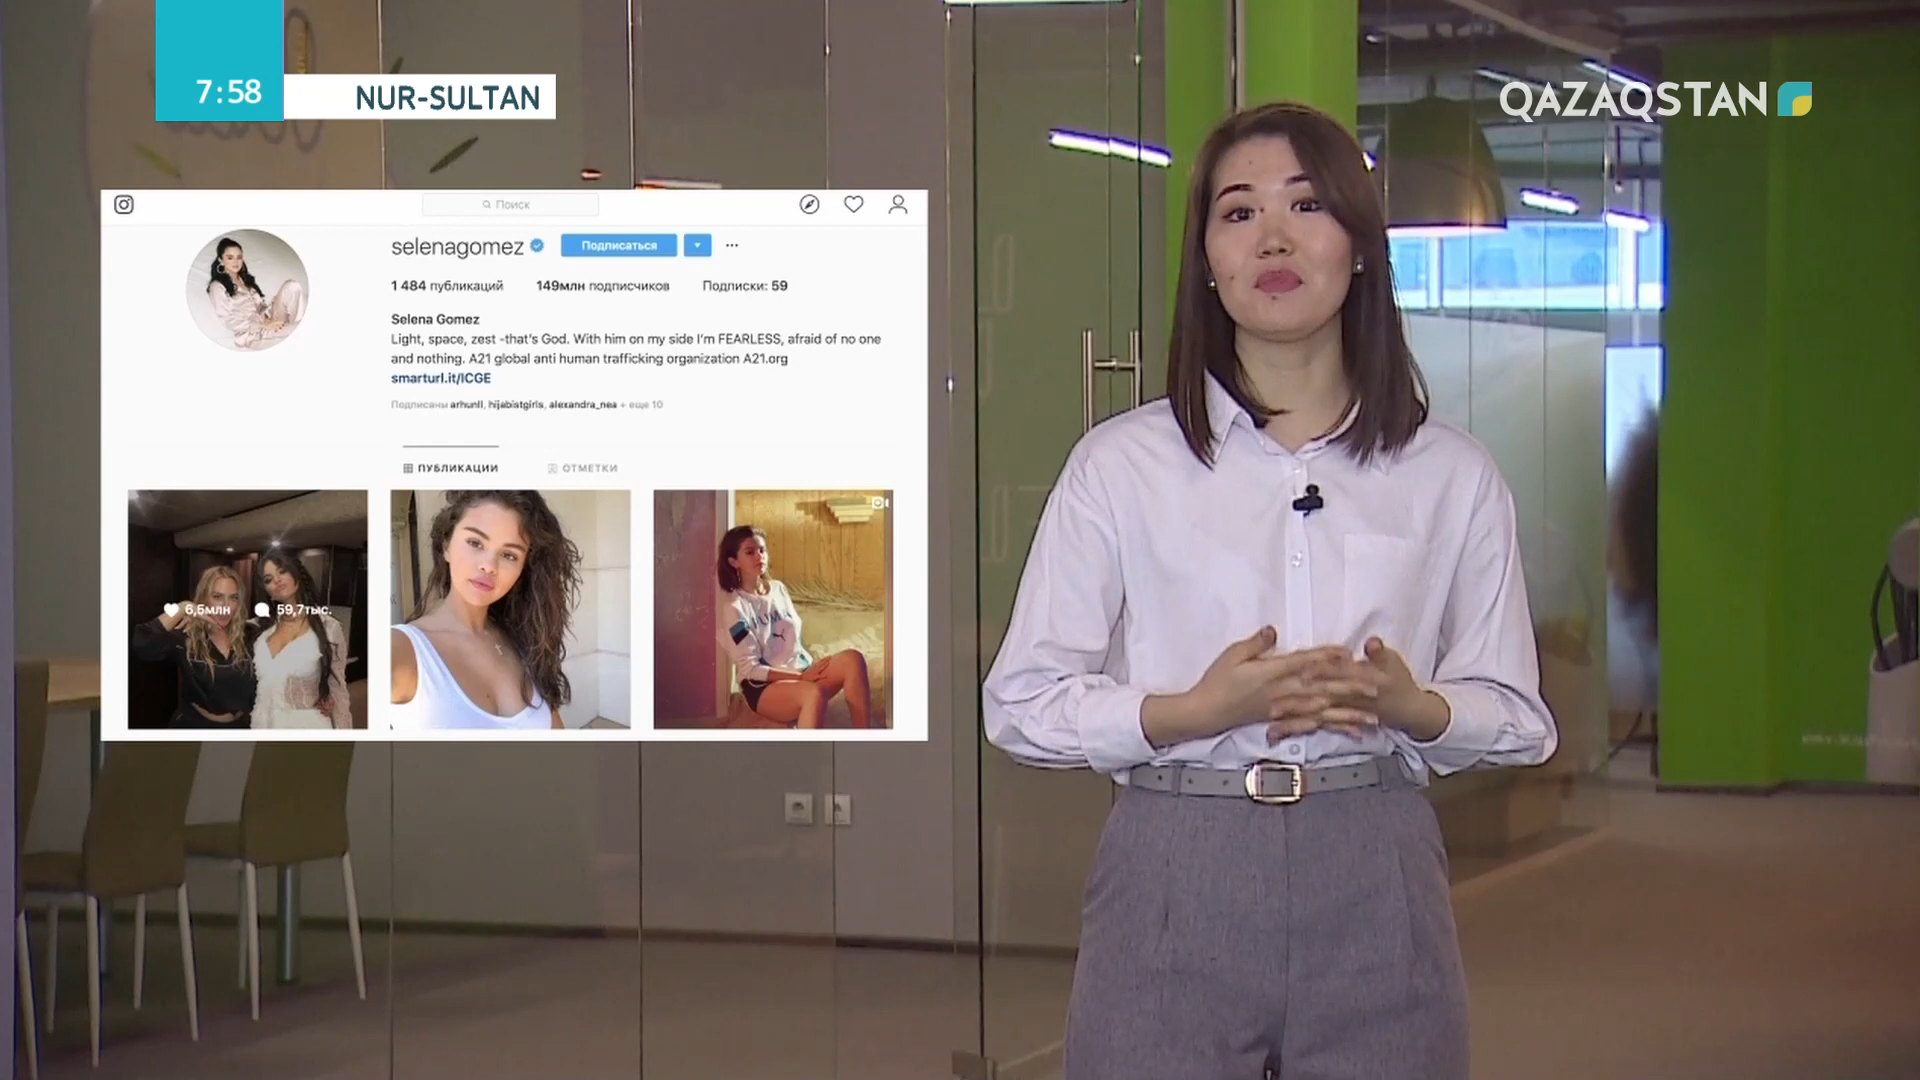 7:58
NUR-SULTAN
QAZAQSTAN
Поиск
selenagomez
Подписаться
1 484 публикаций 149млн подписчиков Подписки: 59
Selena Gomez
Light, space, zest -that's God. With him on my side I'm FEARLESS, afraid of no one
and nothing. A21 global anti human trafficking organization A21.org
smarturl.it/ICGE
Подписаны arhunll, hijabistgirls, alexandra_nea + еще 10
ПУБЛИКАЦИИ ОТМЕТКИ
6,5млн 59,7тыс.